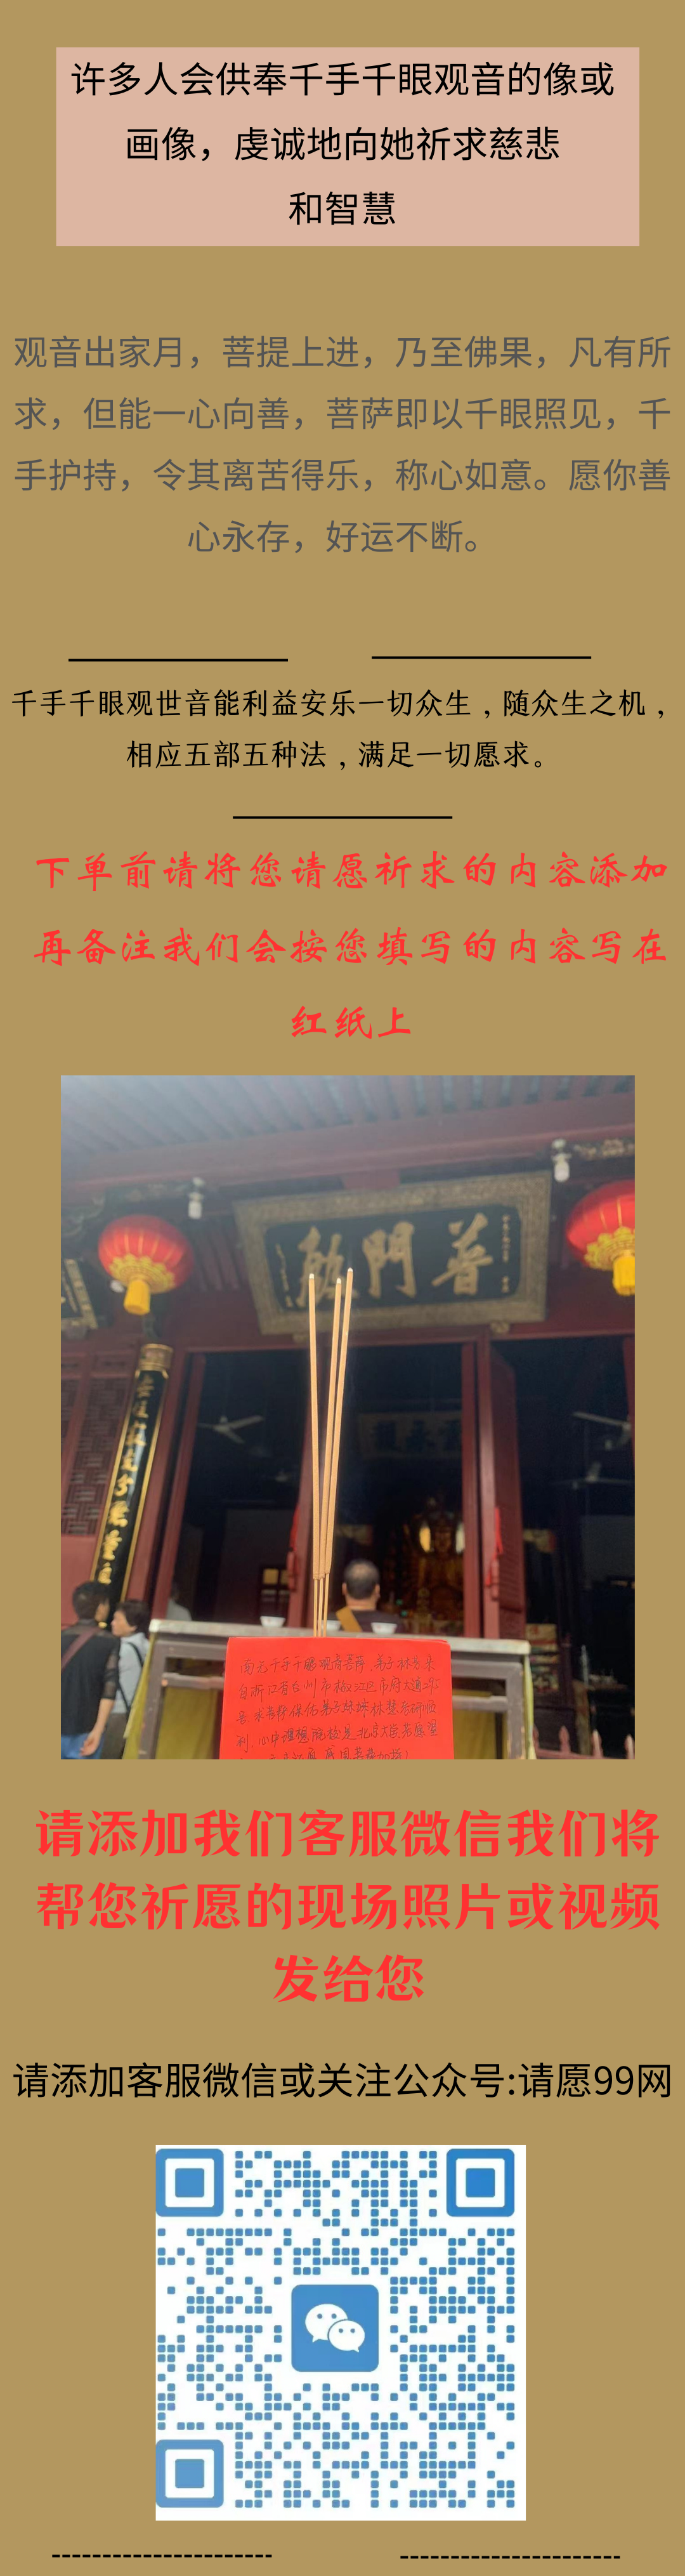 许多人会供奉千手千眼观音的像或
画像，虔诚地向她祈求慈悲
和智慧
观音出家月，菩提上进，乃至佛果，凡有所
求，但能一心向善，菩萨即以千眼照见，千
手护持，令其离苦得乐，称心如意。愿你善
心永存，好运不断。
千手千眼观世音能利益安乐一切众生，随众生之机，
相应五部五种法，满足一切愿求。
下单前请将您请愿祈求的内容添加
再备注我们会按您填写的内容写在
红纸上
普門
南无千手千眼观音菩萨
请添加我们客服微信我们将
帮您祈愿的现场照片或视频
发给您
请添加客服微信或关注公众号:请愿99网